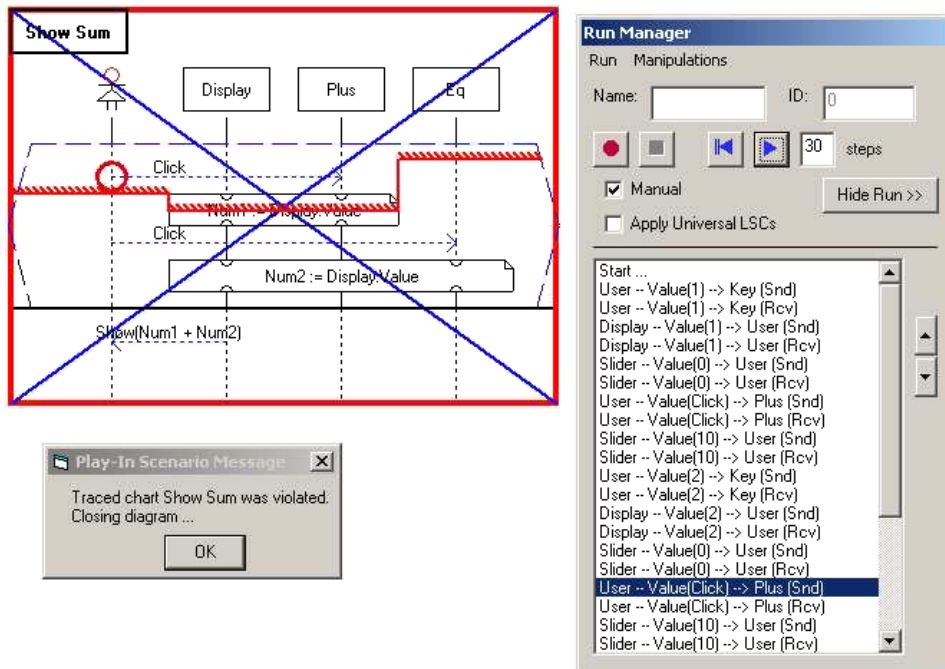 Show Sum
Display
Plus
Eq
Click
Num1 := Display.Value
Click
Num2 := Display.Value
Show(Num1 + Num2)
Play-In Scenario Message
Traced chart Show Sum was violated.
Closing diagram ...
OK
Run Manager
Run Manipulations
Name: ID: 0
30 steps
Manual
Hide Run >>
Apply Universal LSCs
Start ...
User -- Value(1) --> Key (Snd)
User -- Value(1) --> Key (Rcv)
Display -- Value(1) --> User (Snd)
Display -- Value(1) --> User (Rcv)
Slider -- Value(0) --> User (Snd)
Slider -- Value(0) --> User (Rcv)
User -- Value(Click) --> Plus (Snd)
User -- Value(Click) --> Plus (Rcv)
Slider -- Value(10) --> User (Snd)
Slider -- Value(10) --> User (Rcv)
User -- Value(2) --> Key (Snd)
User -- Value(2) --> Key (Rcv)
Display -- Value(2) --> User (Snd)
Display -- Value(2) --> User (Rcv)
Slider -- Value(0) --> User (Snd)
Slider -- Value(0) --> User (Rcv)
User -- Value(Click) --> Plus (Snd)
User -- Value(Click) --> Plus (Rcv)
Slider -- Value(10) --> User (Snd)
Slider -- Value(10) --> User (Rcv)